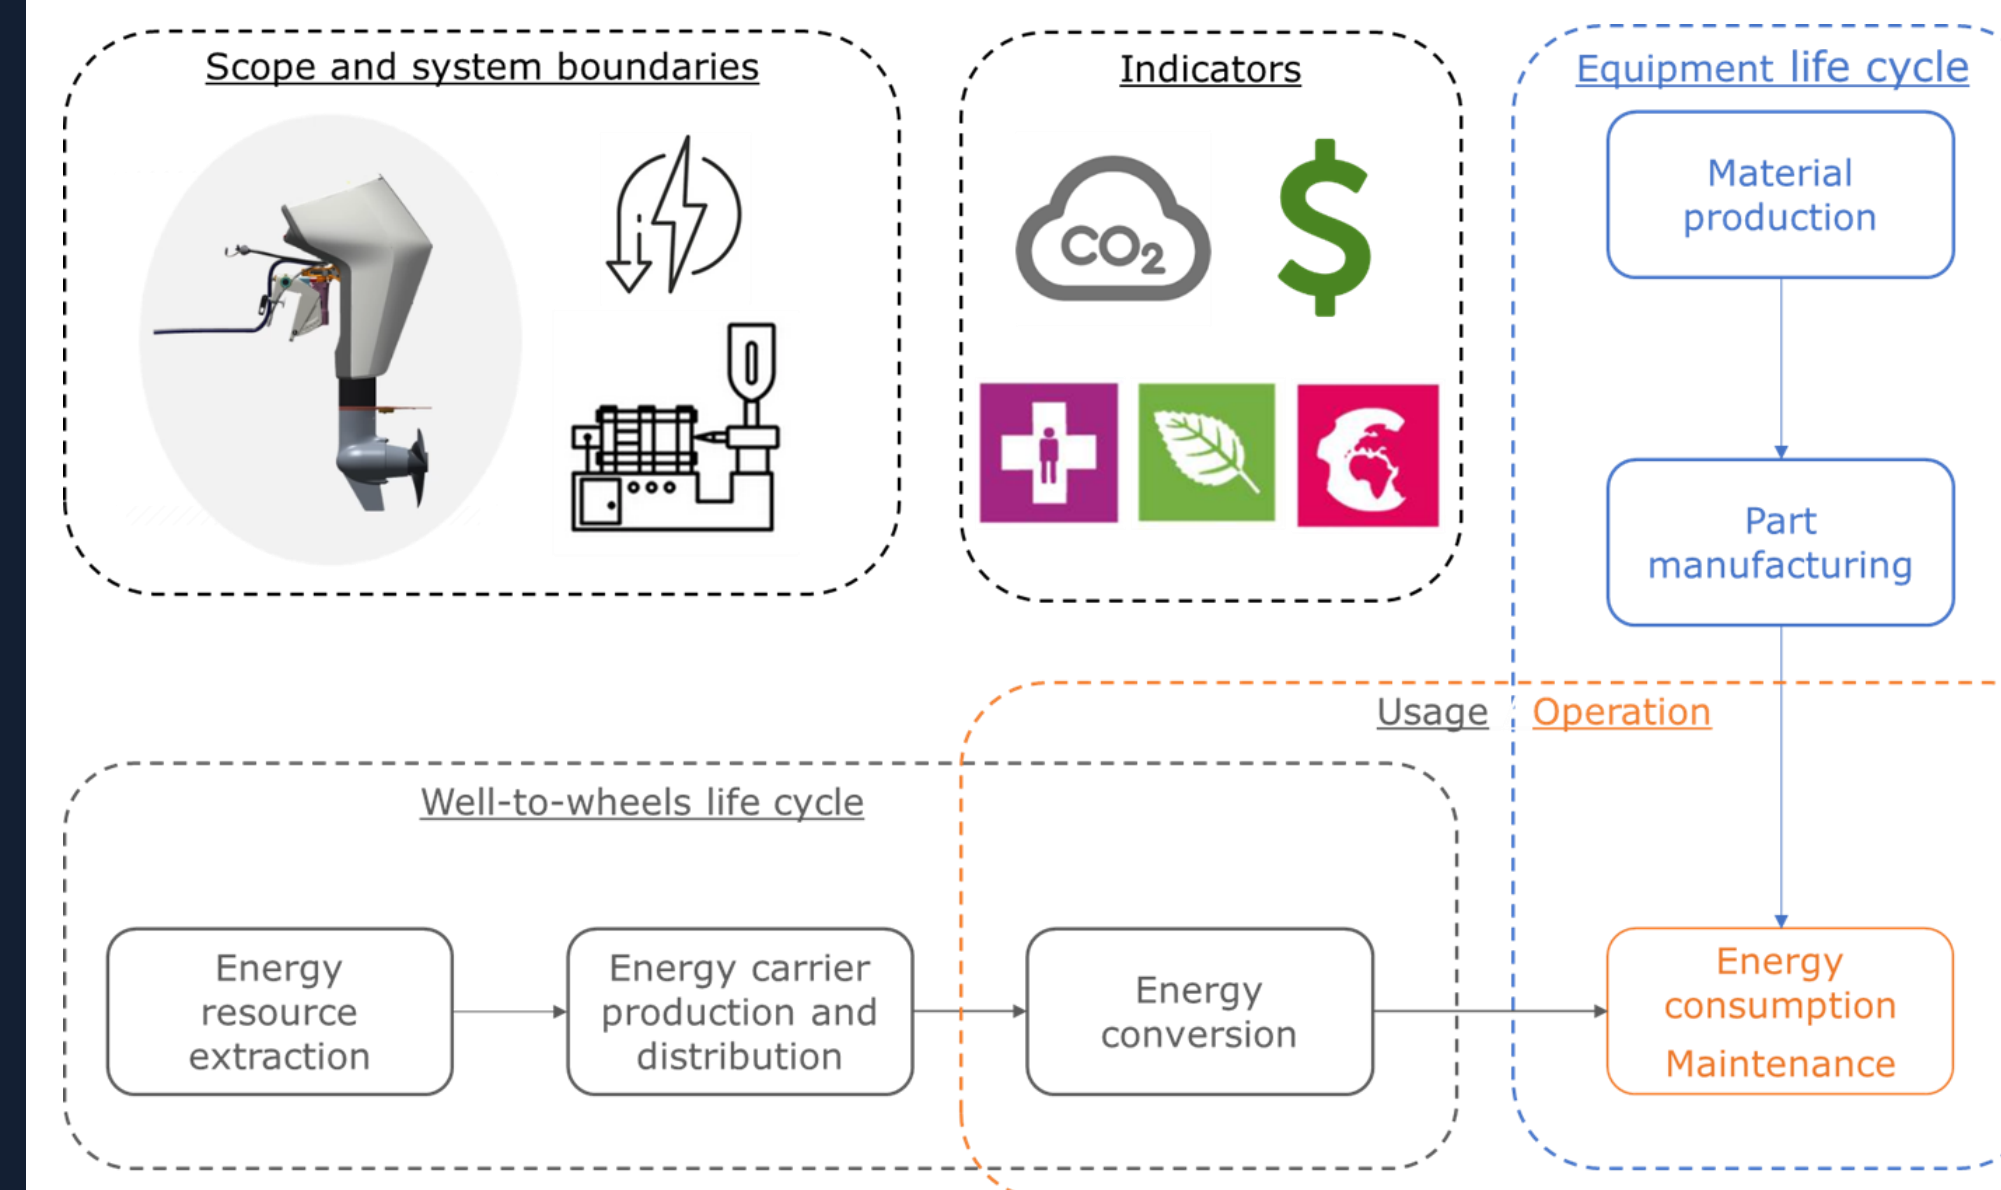 Scope and system boundaries
Indicators
CO2
$
Equipment life cycle
Material
production
Part
manufacturing
Usage
Operation
Well-to-wheels life cycle
Energy
resource
extraction
Energy carrier
production and
distribution
Energy
conversion
Energy
consumption
Maintenance